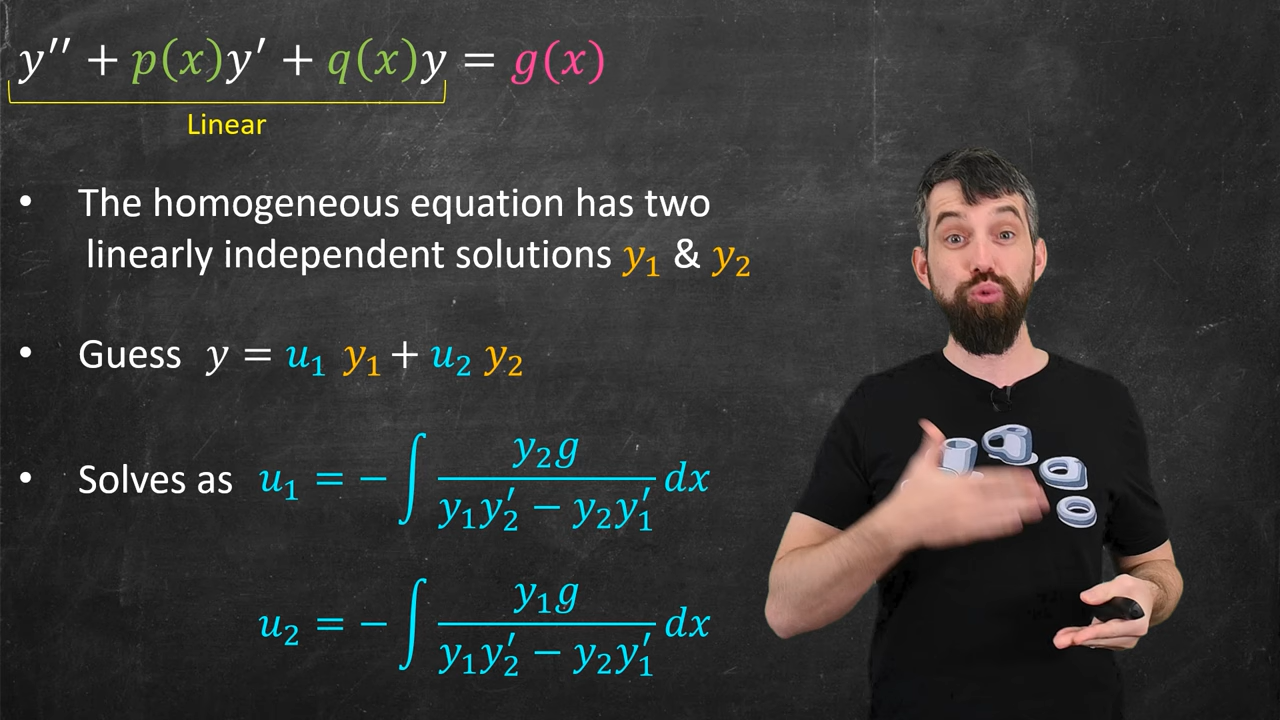 y″ + p(x)y′ + q(x)y = g(x)
Linear
• The homogeneous equation has two
linearly independent solutions y₁ & y₂
• Guess y = u₁ y₁ + u₂ y₂
• Solves as u₁ = −∫ (y₂g)/(y₁y₂′ − y₂y₁′) dx
u₂ = −∫ (y₁g)/(y₁y₂′ − y₂y₁′) dx